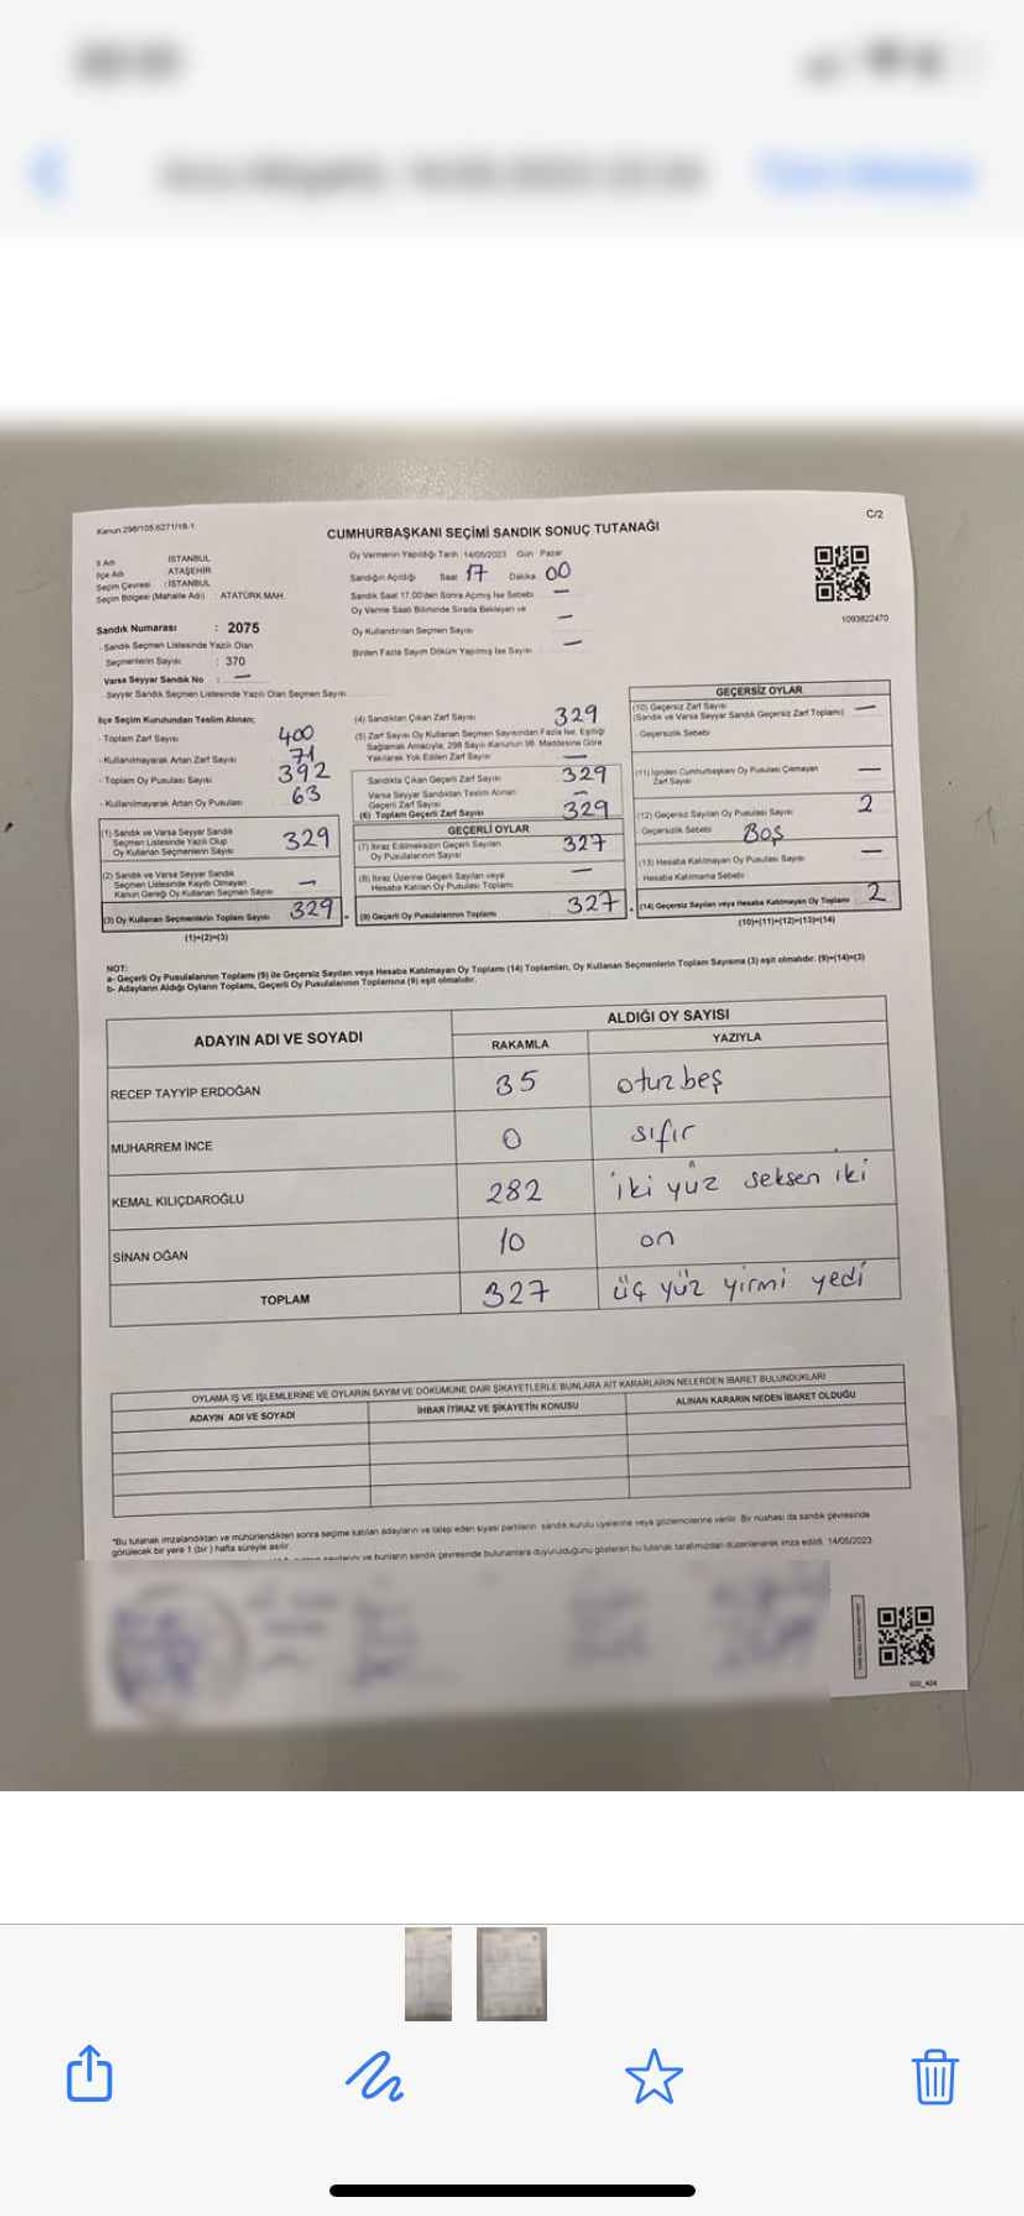 Kanun 298/105,6271/18-1
C/2
CUMHURBAŞKANI SEÇİMİ SANDIK SONUÇ TUTANAĞI
İl Adı İSTANBUL
İlçe Adı ATAŞEHİR
Seçim Çevresi : İSTANBUL
Seçim Bölgesi (Mahalle Adı) : ATATÜRK MAH.
Sandık Numarası : 2075
- Sandık Seçmen Listesinde Yazılı Olan
Seçmenlerin Sayısı : 370
Varsa Seyyar Sandık No : —
- Seyyar Sandık Seçmen Listesinde Yazılı Olan Seçmen Sayısı
Oy Vermenin Yapıldığı Tarih : 14/05/2023 Gün : Pazar
Sandığın Açıldığı Saat 17 Dakika 00
Sandık Saat 17.00'den Sonra Açılmış İse Sebebi —
Oy Verme Saati Bitiminde Sırada Bekleyen ve
Oy Kullandırılan Seçmen Sayısı —
Birden Fazla Sayım Döküm Yapılmış İse Sayısı —
1093822470
İlçe Seçim Kurulundan Teslim Alınan;
- Toplam Zarf Sayısı 400
- Kullanılmayarak Artan Zarf Sayısı 71
- Toplam Oy Pusulası Sayısı 392
- Kullanılmayarak Artan Oy Pusulası 63
(1) Sandık ve Varsa Seyyar Sandık
Seçmen Listesinde Yazılı Olup
Oy Kullanan Seçmenlerin Sayısı 329
(2) Sandık ve Varsa Seyyar Sandık
Seçmen Listesinde Kayıtlı Olmayan
Kanun Gereği Oy Kullanan Seçmen Sayısı —
(3) Oy Kullanan Seçmenlerin Toplam Sayısı 329
(1)+(2)=(3)
(4) Sandıktan Çıkan Zarf Sayısı 329
(5) Zarf Sayısı Oy Kullanan Seçmen Sayısından Fazla İse, Eşitliği
Sağlamak Amacıyla, 298 Sayılı Kanunun 98. Maddesine Göre
Yakılarak Yok Edilen Zarf Sayısı —
Sandıkta Çıkan Geçerli Zarf Sayısı 329
Varsa Seyyar Sandıktan Teslim Alınan
Geçerli Zarf Sayısı —
(6) Toplam Geçerli Zarf Sayısı 329
GEÇERLİ OYLAR
(7) İtiraz Edilmeksizin Geçerli Sayılan
Oy Pusulalarının Sayısı 327
(8) İtiraz Üzerine Geçerli Sayılan veya
Hesaba Katılan Oy Pusulası Toplamı —
(9) Geçerli Oy Pusulalarının Toplamı 327
GEÇERSİZ OYLAR
(10) Geçersiz Zarf Sayısı
(Sandık ve Varsa Seyyar Sandık Geçersiz Zarf Toplamı) —
Geçersizlik Sebebi
(11) İçinden Cumhurbaşkanı Oy Pusulası Çıkmayan
Zarf Sayısı —
(12) Geçersiz Sayılan Oy Pusulası Sayısı 2
Geçersizlik Sebebi Boş
(13) Hesaba Katılmayan Oy Pusulası Sayısı —
Hesaba Katılmama Sebebi
(14) Geçersiz Sayılan veya Hesaba Katılmayan Oy Toplamı 2
(10)+(11)+(12)+(13)=(14)
NOT:
a- Geçerli Oy Pusulalarının Toplamı (9) ile Geçersiz Sayılan veya Hesaba Katılmayan Oy Toplamı (14) Toplamları, Oy Kullanan Seçmenlerin Toplam Sayısına (3) eşit olmalıdır. (9)+(14)=(3)
b- Adayların Aldığı Oyların Toplamı, Geçerli Oy Pusulalarının Toplamına (9) eşit olmalıdır.
ADAYIN ADI VE SOYADI
ALDIĞI OY SAYISI
RAKAMLA YAZIYLA
RECEP TAYYİP ERDOĞAN 35 otuz beş
MUHARREM İNCE 0 sıfır
KEMAL KILIÇDAROĞLU 282 iki yüz seksen iki
SİNAN OĞAN 10 on
TOPLAM 327 üç yüz yirmi yedi
OYLAMA İŞ VE İŞLEMLERİNE VE OYLARIN SAYIM VE DÖKÜMÜNE DAİR ŞİKAYETLERLE BUNLARA AİT KARARLARIN NELERDEN İBARET BULUNDUKLARI
ADAYIN ADI VE SOYADI
İHBAR İTİRAZ VE ŞİKAYETİN KONUSU
ALINAN KARARIN NEDEN İBARET OLDUĞU
*Bu tutanak imzalandıktan ve mühürlendikten sonra seçime katılan adayların ve talep eden siyasi partilerin sandık kurulu üyelerine veya gözlemcilerine verilir. Bir nüshası da sandık çevresinde
görülecek bir yere 1 (bir) hafta süreyle asılır.
ve bunların sandık çevresinde bulunanlara duyurulduğunu gösteren bu tutanak tarafımızdan düzenlenerek imza edildi. 14/05/2023